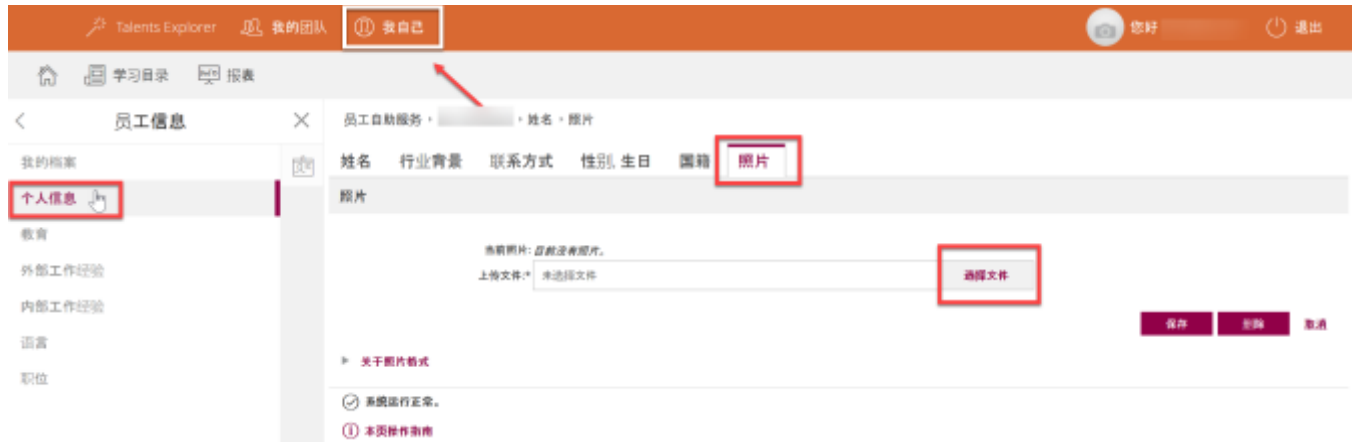 Talents Explorer 我的团队 我自己 你好 退出
学习目录 报表
员工信息
员工自助服务 › › 姓名 › 照片
我的档案
姓名 行业背景 联系方式 性别, 生日 国籍 照片
个人信息
照片
教育
当前照片: 目前没有照片。
外部工作经验
上传文件:* 未选择文件 选择文件
内部工作经验
保存 删除 取消
语言
关于照片格式
职位
系统运行正常。
本页操作指南